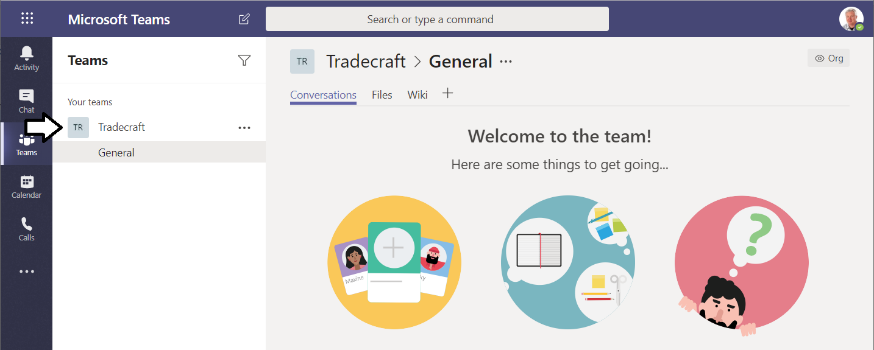 Microsoft Teams
Search or type a command
Activity
Chat
Teams
Calendar
Calls
Teams
Your teams
TR Tradecraft
General
TR Tradecraft > General
Org
Conversations Files Wiki
Welcome to the team!
Here are some things to get going...
?